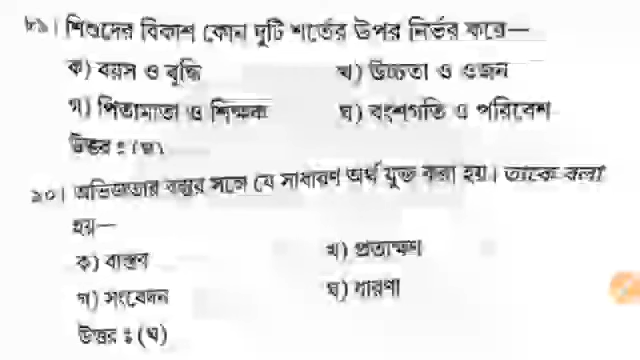 ৮৯। শিশুদের বিকাশ কোন দুটি শর্তের উপর নির্ভর করে—
ক) বয়স ও বৃদ্ধি
খ) উচ্চতা ও ওজন
গ) পিতামাতা ও শিক্ষক
ঘ) বংশগতি ও পরিবেশ
উত্তর : (ঘ)
৯০। অভিজ্ঞতার বস্তুর সঙ্গে যে সাধারণ অর্থ যুক্ত করা হয়। তাকে বলা
হয়—
ক) বাস্তব
খ) প্রত্যক্ষণ
গ) সংবেদন
ঘ) ধারণা
উত্তর : (ঘ)